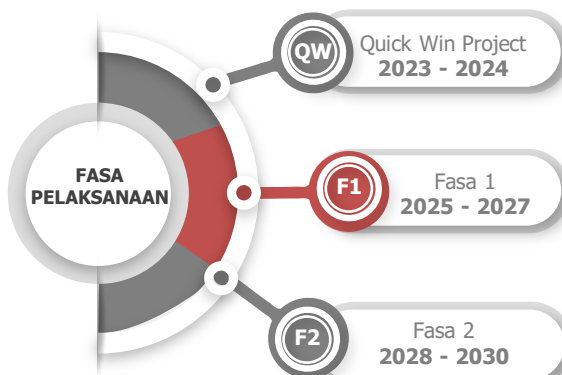 QW
Quick Win Project
2023 - 2024
FASA
PELAKSANAAN
F1
Fasa 1
2025 - 2027
F2
Fasa 2
2028 - 2030